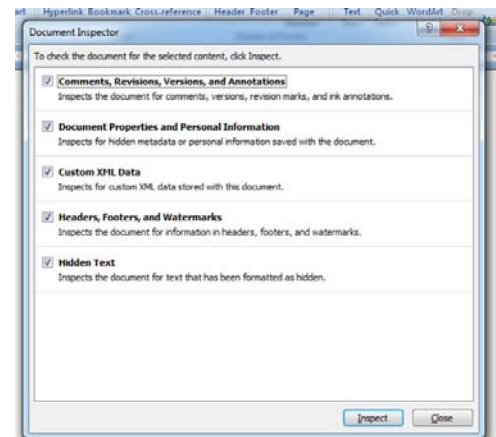 art Hyperlink Bookmark Cross-reference Header Footer Page Text Quick WordArt Drop
Document Inspector
To check the document for the selected content, click Inspect.
Comments, Revisions, Versions, and Annotations
Inspects the document for comments, versions, revision marks, and ink annotations.
Document Properties and Personal Information
Inspects for hidden metadata or personal information saved with the document.
Custom XML Data
Inspects for custom XML data stored with this document.
Headers, Footers, and Watermarks
Inspects the document for information in headers, footers, and watermarks.
Hidden Text
Inspects the document for text that has been formatted as hidden.
Inspect Close